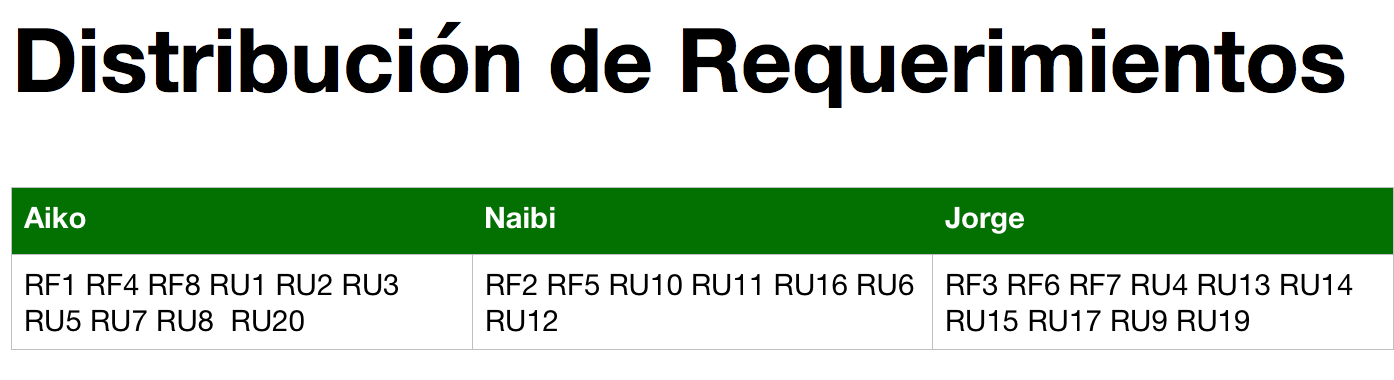 Distribución de Requerimientos
Aiko
Naibi
Jorge
RF1 RF4 RF8 RU1 RU2 RU3
RU5 RU7 RU8  RU20
RF2 RF5 RU10 RU11 RU16 RU6
RU12
RF3 RF6 RF7 RU4 RU13 RU14
RU15 RU17 RU9 RU19